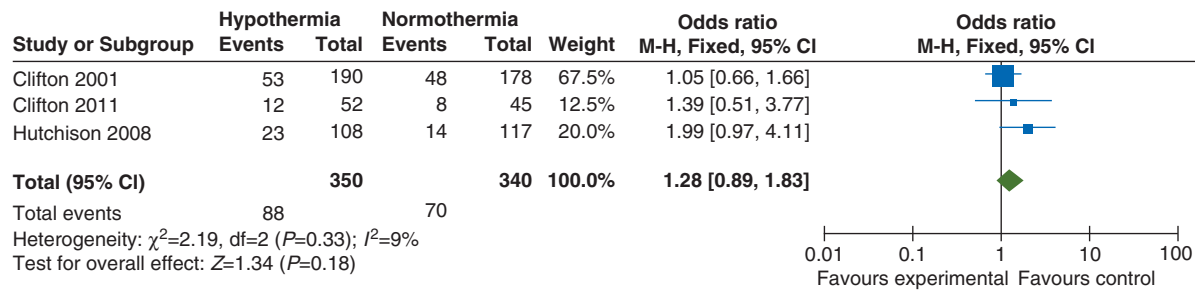 Hypothermia Normothermia Odds ratio Odds ratio
Study or Subgroup Events Total Events Total Weight M-H, Fixed, 95% CI M-H, Fixed, 95% CI
Clifton 2001 53 190 48 178 67.5% 1.05 [0.66, 1.66]
Clifton 2011 12 52 8 45 12.5% 1.39 [0.51, 3.77]
Hutchison 2008 23 108 14 117 20.0% 1.99 [0.97, 4.11]
Total (95% CI) 350 340 100.0% 1.28 [0.89, 1.83]
Total events 88 70
Heterogeneity: χ²=2.19, df=2 (P=0.33); I²=9%
Test for overall effect: Z=1.34 (P=0.18)
0.01 0.1 1 10 100
Favours experimental Favours control